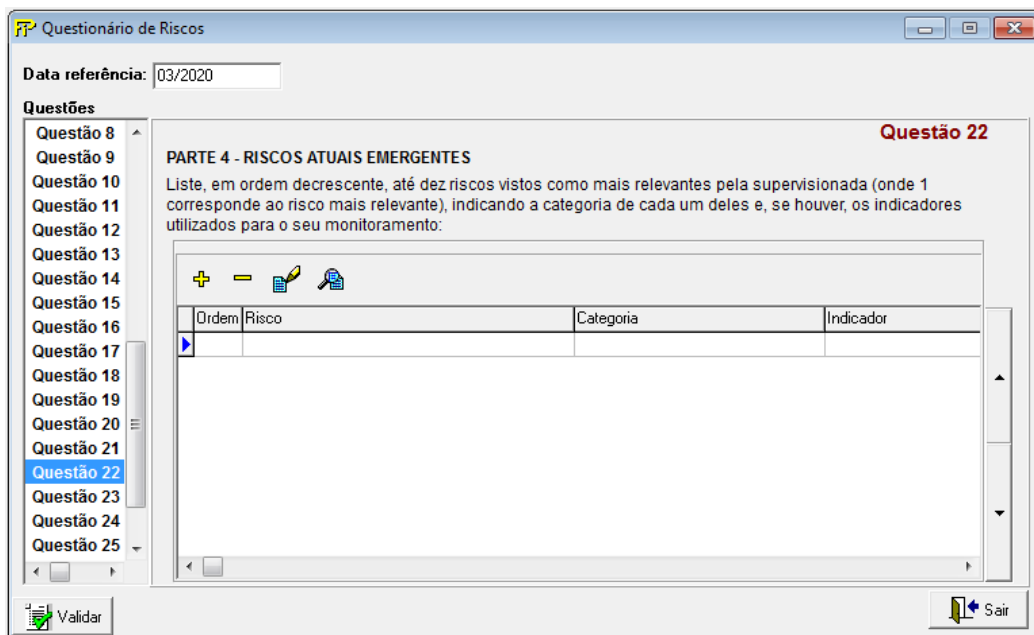 FIP Questionário de Riscos
Data referência: 03/2020
Questões
Questão 8
Questão 9
Questão 10
Questão 11
Questão 12
Questão 13
Questão 14
Questão 15
Questão 16
Questão 17
Questão 18
Questão 19
Questão 20
Questão 21
Questão 22
Questão 23
Questão 24
Questão 25
Questão 22
PARTE 4 - RISCOS ATUAIS EMERGENTES
Liste, em ordem decrescente, até dez riscos vistos como mais relevantes pela supervisionada (onde 1
corresponde ao risco mais relevante), indicando a categoria de cada um deles e, se houver, os indicadores
utilizados para o seu monitoramento:
Ordem Risco Categoria Indicador
Validar
Sair